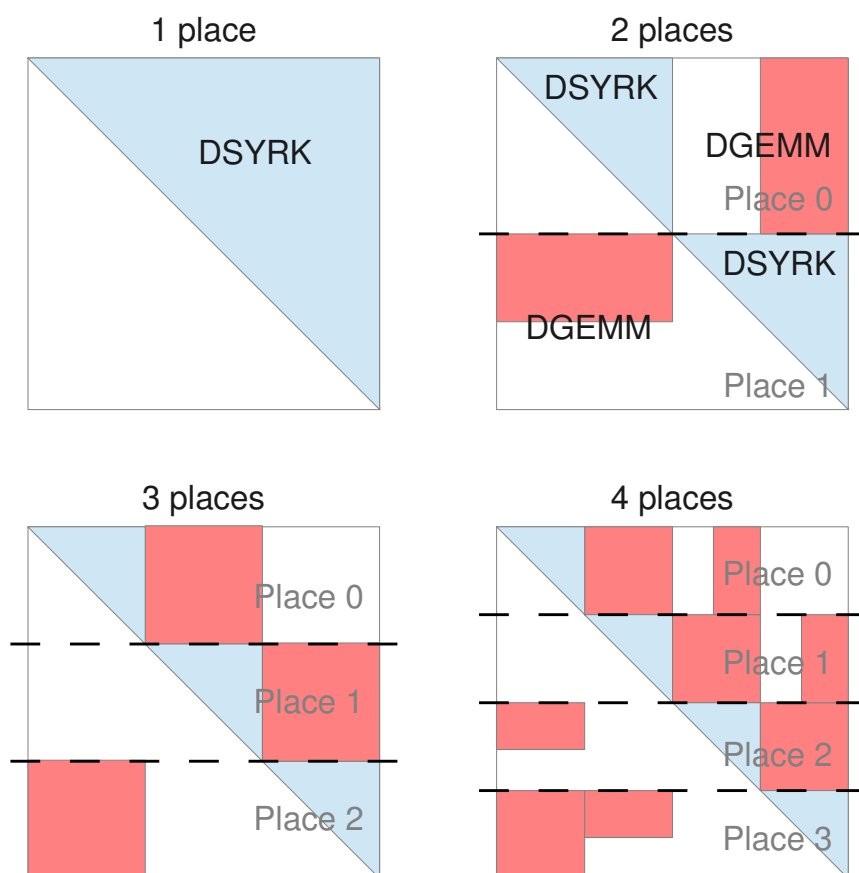 1 place
DSYRK
2 places
DSYRK
DGEMM
Place 0
DSYRK
DGEMM
Place 1
3 places
Place 0
Place 1
Place 2
4 places
Place 0
Place 1
Place 2
Place 3